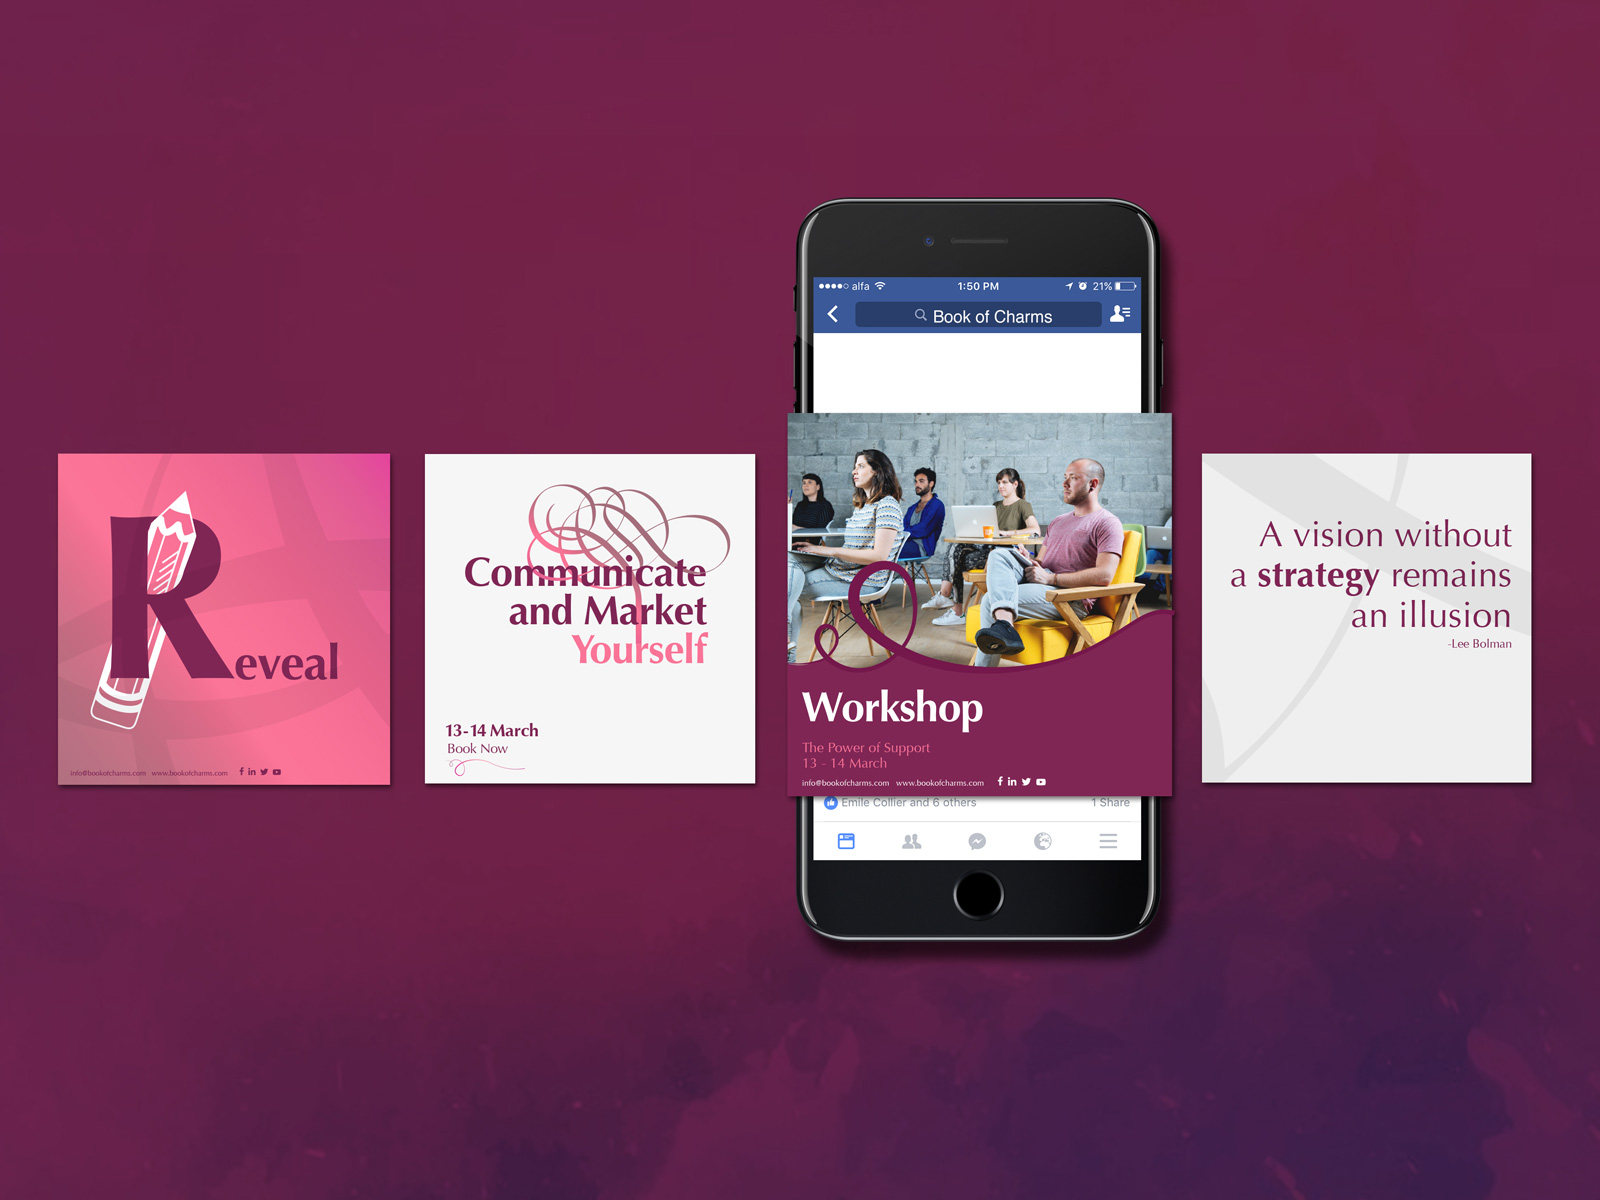 Reveal
info@bookofcharms.com www.bookofcharms.com
Communicate
and Market
Yourself
13-14 March
Book Now
alfa 1:50 PM 21%
Book of Charms
Workshop
The Power of Support
13 - 14 March
info@bookofcharms.com www.bookofcharms.com
Emile Collier and 6 others 1 Share
A vision without
a strategy remains
an illusion
-Lee Bolman